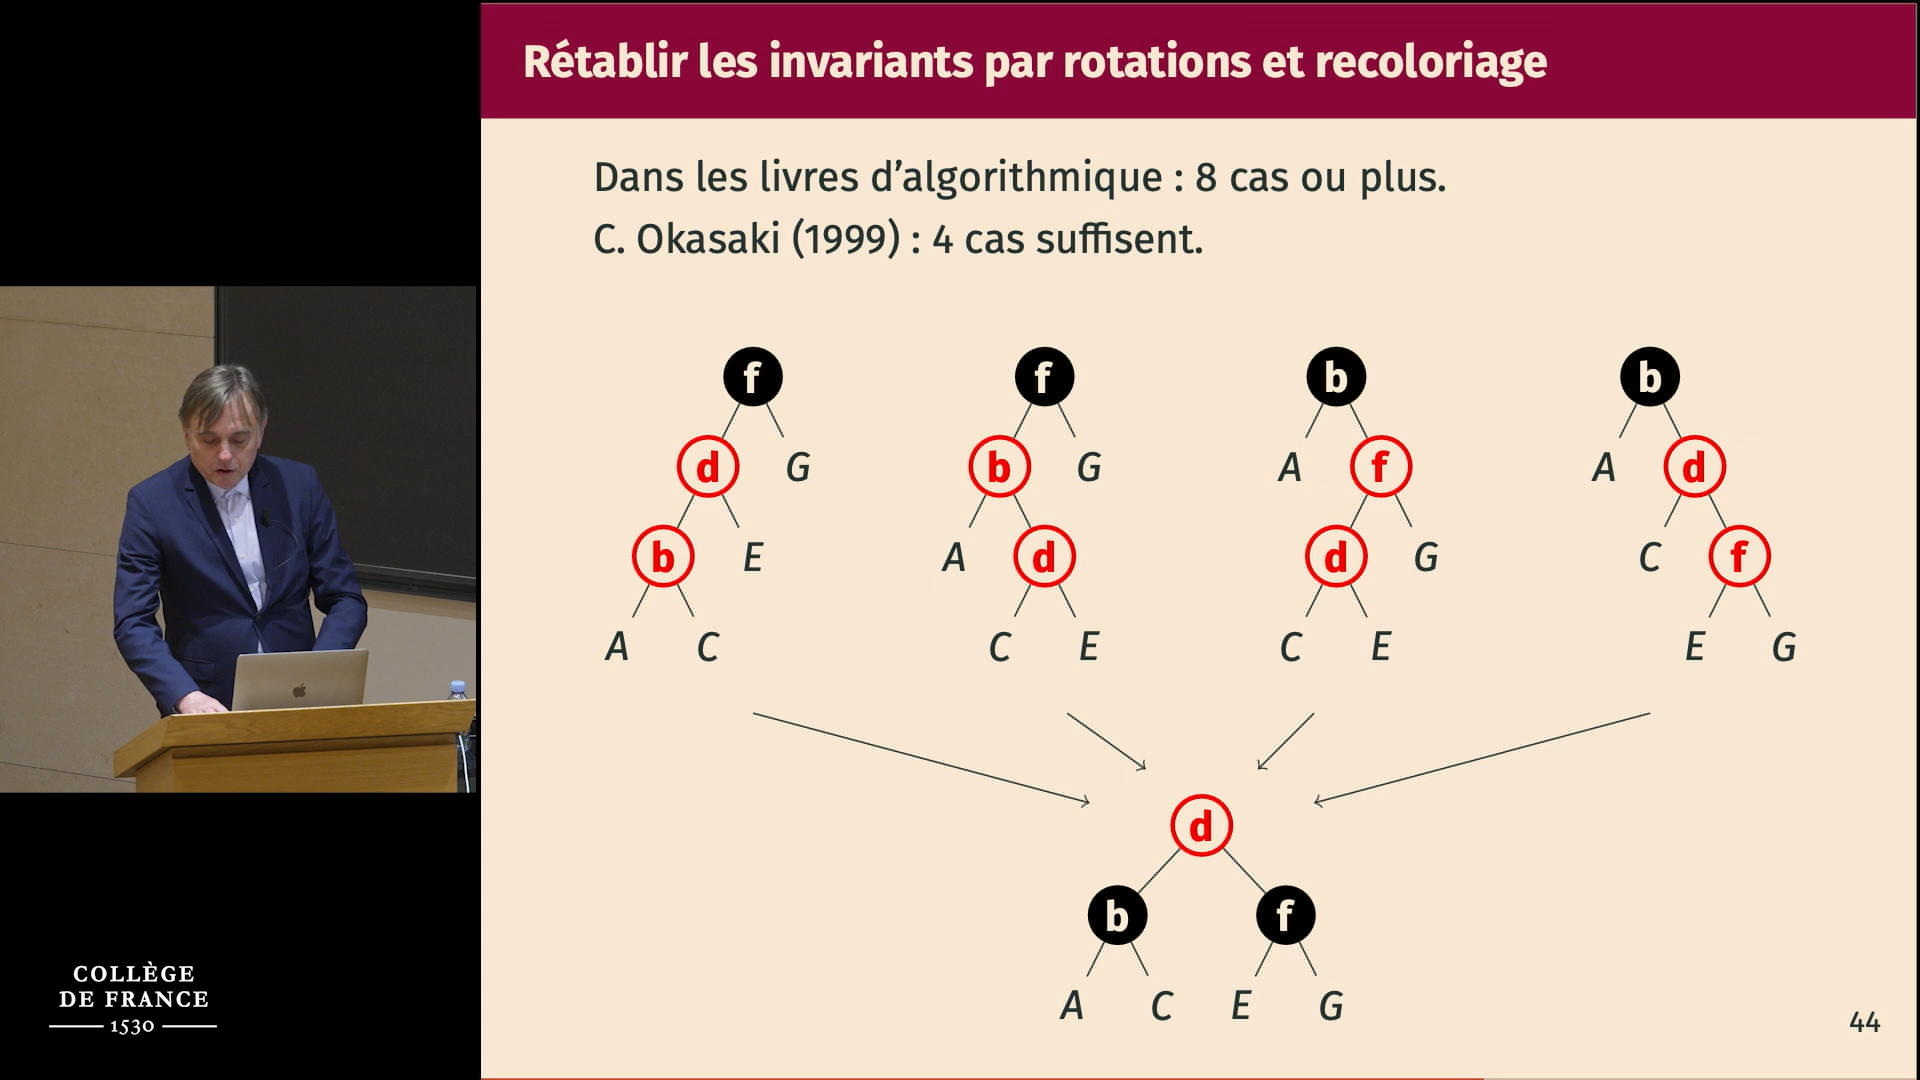 Rétablir les invariants par rotations et recoloriage
Dans les livres d'algorithmique : 8 cas ou plus.
C. Okasaki (1999) : 4 cas suffisent.
f f b b
d G b G A f A d
b E A d d G C f
A C C E C E E G
d
b f
A C E G
COLLÈGE
DE FRANCE
1530
44